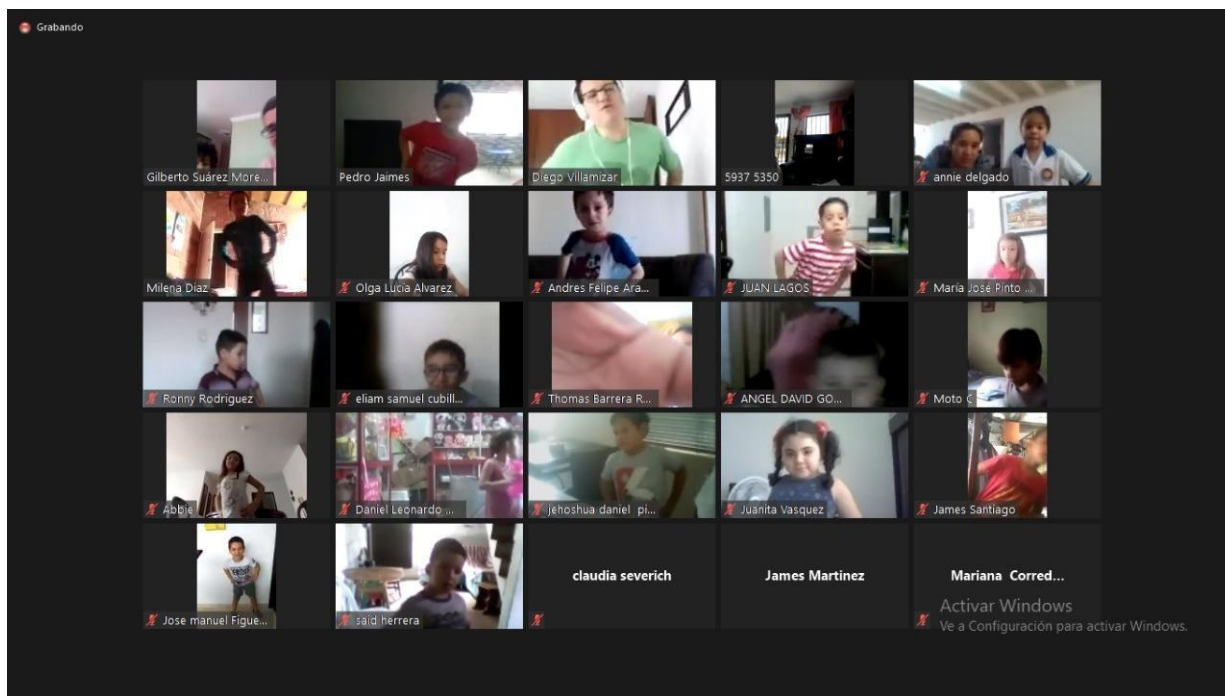 Grabando
Gilberto Suárez More...
Pedro Jaimes
Diego Villamizar
5937 5350
annie delgado
Milena Diaz
Olga Lucía Alvarez
Andres Felipe Ara...
JUAN LAGOS
María José Pinto ...
Ronny Rodriguez
eliam samuel cubill...
Thomas Barrera R...
ANGEL DAVID GO...
Moto C
Abbie
Daniel Leonardo ...
jehoshua daniel pi...
Juanita Vasquez
James Santiago
Jose manuel Figue...
said herrera
claudia severich
James Martinez
Mariana Corred...
Activar Windows
Ve a Configuración para activar Windows.